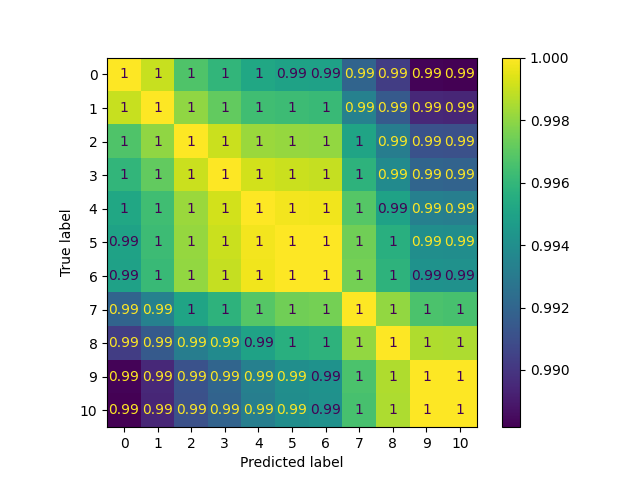 0 1 1 1 1 1 0.99 0.99 0.99 0.99 0.99 0.99
1 1 1 1 1 1 1 1 0.99 0.99 0.99 0.99
2 1 1 1 1 1 1 1 1 0.99 0.99 0.99
3 1 1 1 1 1 1 1 1 0.99 0.99 0.99
4 1 1 1 1 1 1 1 1 0.99 0.99 0.99
5 0.99 1 1 1 1 1 1 1 1 0.99 0.99
6 0.99 1 1 1 1 1 1 1 1 0.99 0.99
7 0.99 0.99 1 1 1 1 1 1 1 1 1
8 0.99 0.99 0.99 0.99 0.99 1 1 1 1 1 1
9 0.99 0.99 0.99 0.99 0.99 0.99 0.99 1 1 1 1
10 0.99 0.99 0.99 0.99 0.99 0.99 0.99 1 1 1 1
0 1 2 3 4 5 6 7 8 9 10
Predicted label
True label
1.000
0.998
0.996
0.994
0.992
0.990